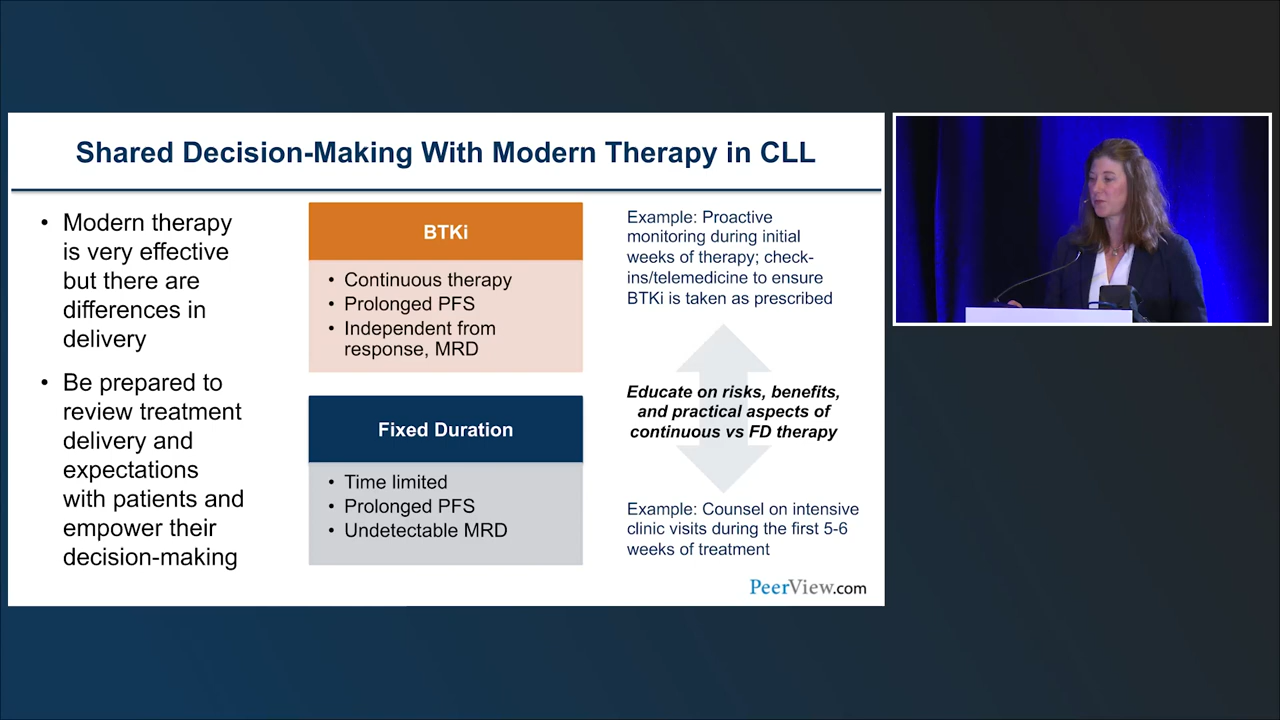 Shared Decision-Making With Modern Therapy in CLL
• Modern therapy
is very effective
but there are
differences in
delivery
• Be prepared to
review treatment
delivery and
expectations
with patients and
empower their
decision-making
BTKi
• Continuous therapy
• Prolonged PFS
• Independent from
response, MRD
Fixed Duration
• Time limited
• Prolonged PFS
• Undetectable MRD
Example: Proactive
monitoring during initial
weeks of therapy; check-
ins/telemedicine to ensure
BTKi is taken as prescribed
Educate on risks, benefits,
and practical aspects of
continuous vs FD therapy
Example: Counsel on intensive
clinic visits during the first 5-6
weeks of treatment
PeerView.com